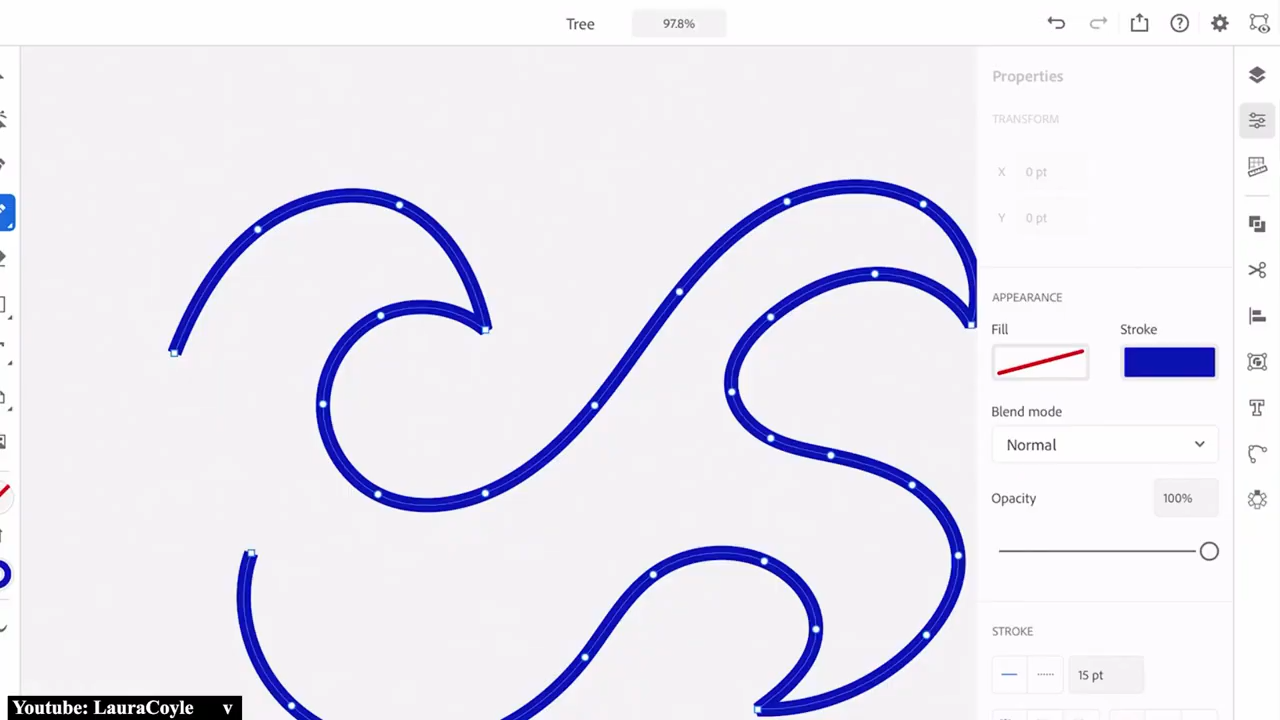 Tree
97.8%
Properties
TRANSFORM
X 0 pt
Y 0 pt
APPEARANCE
Fill Stroke
Blend mode
Normal
Opacity 100%
STROKE
15 pt
Youtube: LauraCoyle v